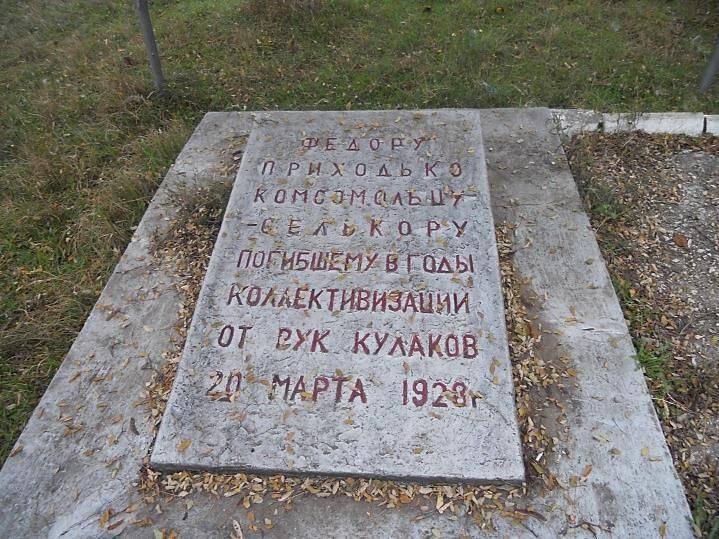 ФЕДОРУ
ПРИХОДЬКО
КОМСОМОЛЬЦУ-
-СЕЛЬКОРУ
ПОГИБШЕМУ В ГОДЫ
КОЛЛЕКТИВИЗАЦИИ
ОТ РУК КУЛАКОВ
20 МАРТА 1928г